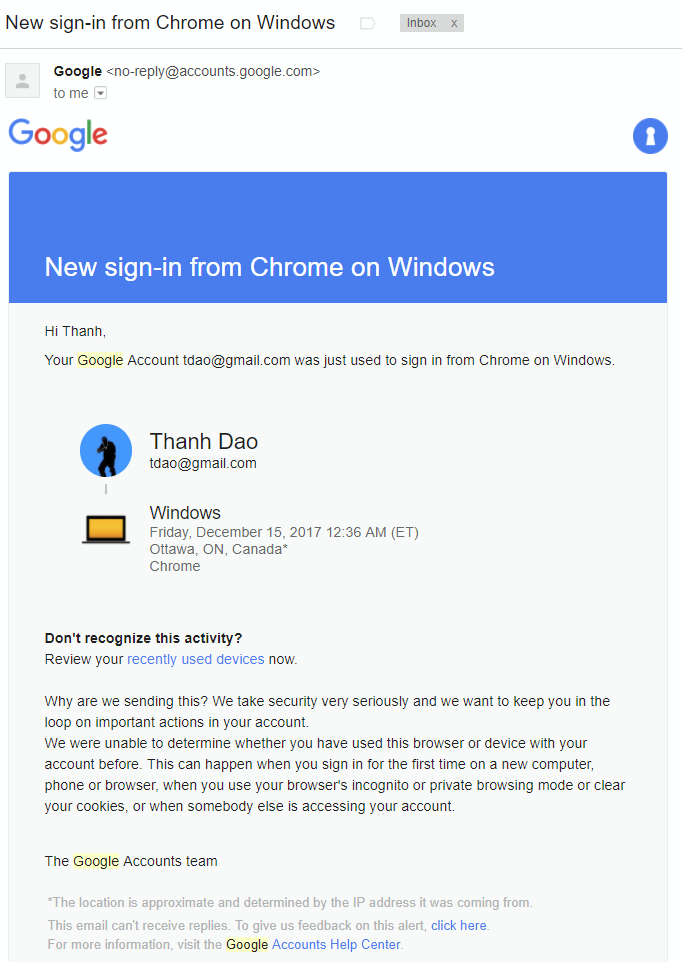 New sign-in from Chrome on Windows
Inbox x
Google <no-reply@accounts.google.com>
to me
Google
New sign-in from Chrome on Windows
Hi Thanh,
Your Google Account tdao@gmail.com was just used to sign in from Chrome on Windows.
Thanh Dao
tdao@gmail.com
Windows
Friday, December 15, 2017 12:36 AM (ET)
Ottawa, ON, Canada*
Chrome
Don't recognize this activity?
Review your recently used devices now.
Why are we sending this? We take security very seriously and we want to keep you in the
loop on important actions in your account.
We were unable to determine whether you have used this browser or device with your
account before. This can happen when you sign in for the first time on a new computer,
phone or browser, when you use your browser's incognito or private browsing mode or clear
your cookies, or when somebody else is accessing your account.
The Google Accounts team
*The location is approximate and determined by the IP address it was coming from.
This email can't receive replies. To give us feedback on this alert, click here.
For more information, visit the Google Accounts Help Center.